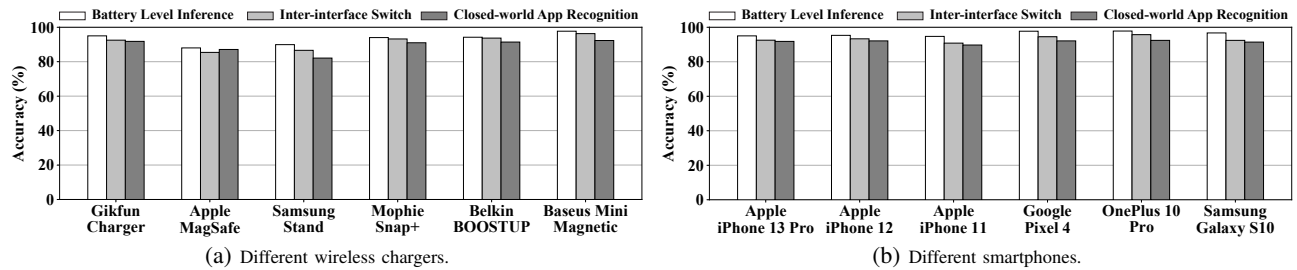 Battery Level Inference Inter-interface Switch Closed-world App Recognition
100
80
60
40
20
0
Accuracy (%)
Gikfun Charger
Apple MagSafe
Samsung Stand
Mophie Snap+
Belkin BOOSTUP
Baseus Mini Magnetic
(a) Different wireless chargers.
Battery Level Inference Inter-interface Switch Closed-world App Recognition
100
80
60
40
20
0
Accuracy (%)
Apple iPhone 13 Pro
Apple iPhone 12
Apple iPhone 11
Google Pixel 4
OnePlus 10 Pro
Samsung Galaxy S10
(b) Different smartphones.